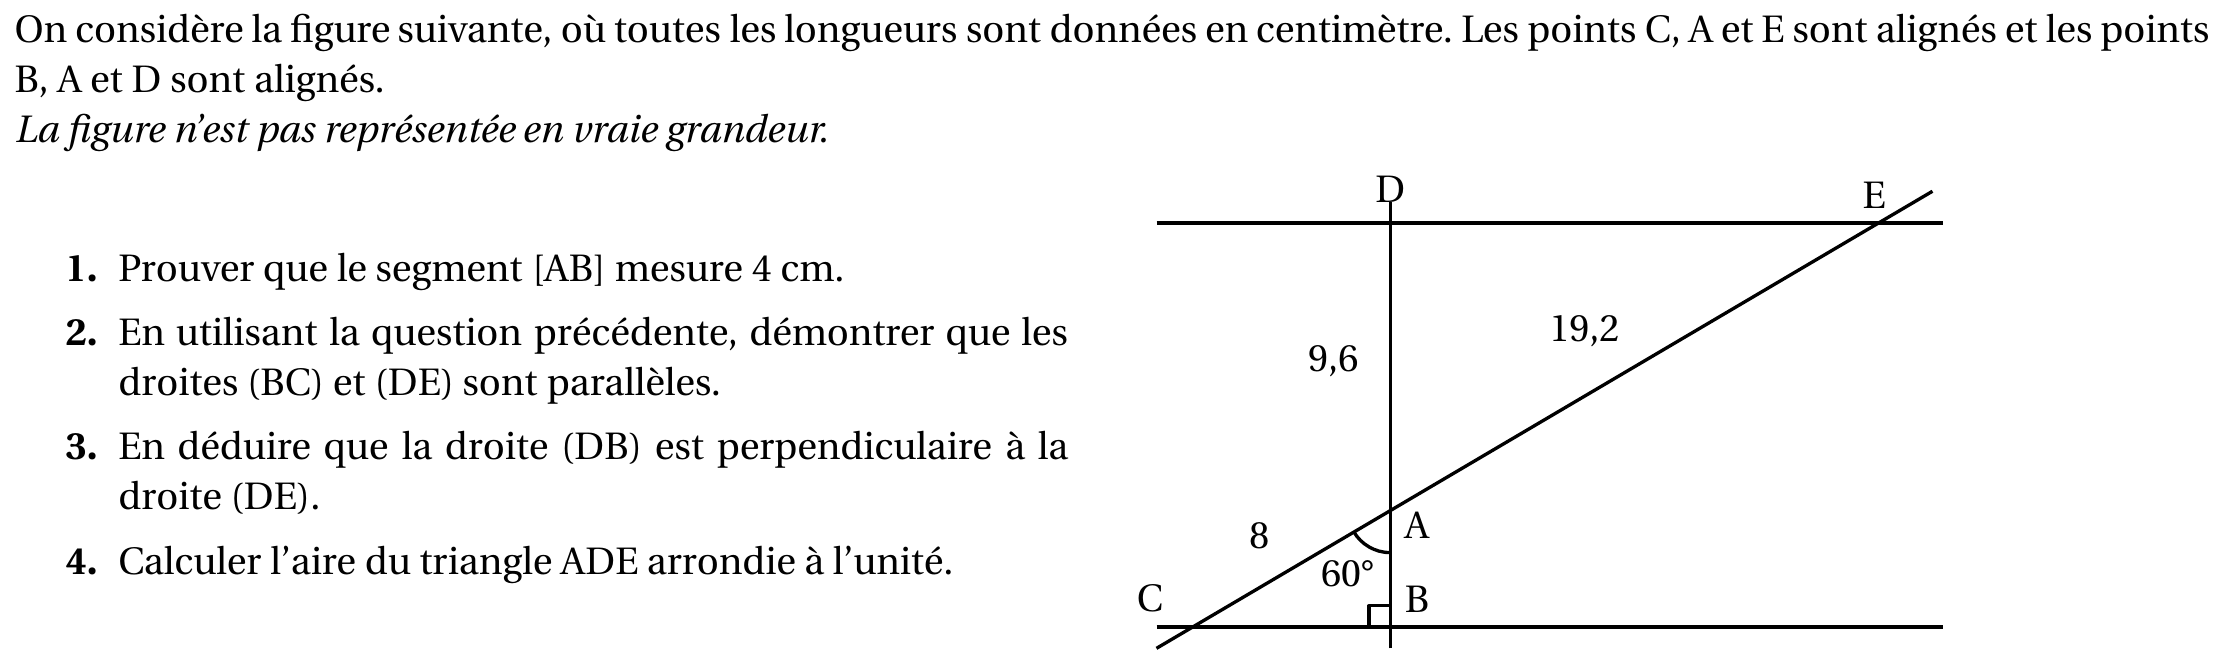 On considère la figure suivante, où toutes les longueurs sont données en centimètre. Les points C, A et E sont alignés et les points
B, A et D sont alignés.
La figure n'est pas représentée en vraie grandeur.
1. Prouver que le segment [AB] mesure 4 cm.
2. En utilisant la question précédente, démontrer que les
droites (BC) et (DE) sont parallèles.
3. En déduire que la droite (DB) est perpendiculaire à la
droite (DE).
4. Calculer l'aire du triangle ADE arrondie à l'unité.
D
E
19,2
9,6
A
8
60°
C
B